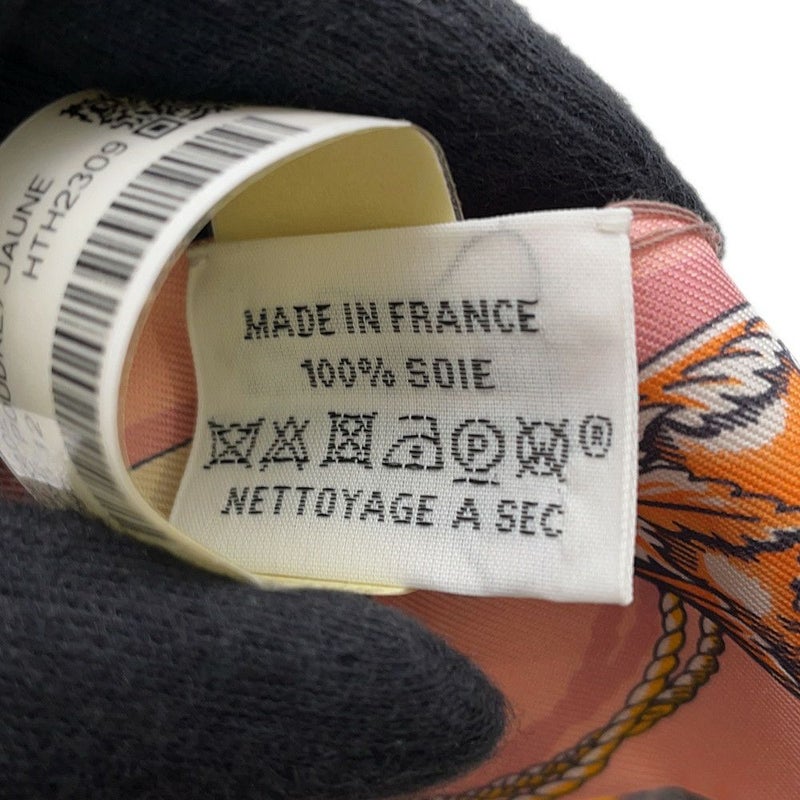 JAUNE
HTH2309
MADE IN FRANCE
100% SOIE
P
®
NETTOYAGE A SEC